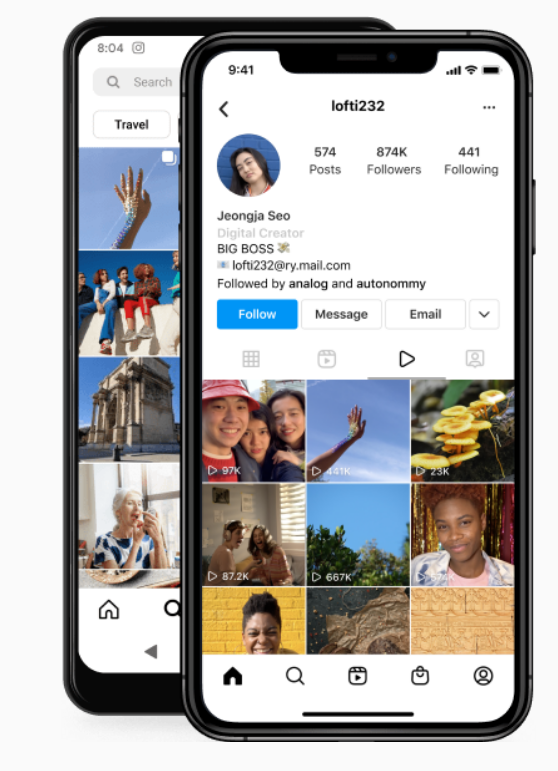 8:04
Search
Travel
9:41
lofti232
574 874K 441
Posts Followers Following
Jeongja Seo
Digital Creator
BIG BOSS
lofti232@ry.mail.com
Followed by analog and autonommy
Follow Message Email
97K 441K 23K
87.2K 667K